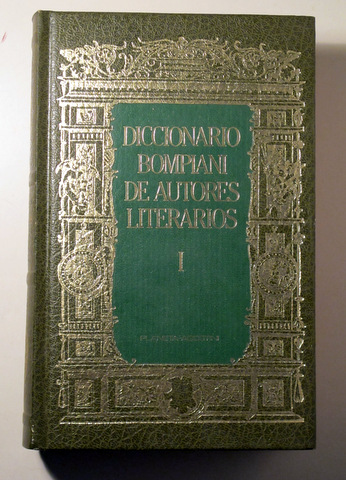 DICCIONARIO
BOMPIANI
DE AUTORES
LITERARIOS
I